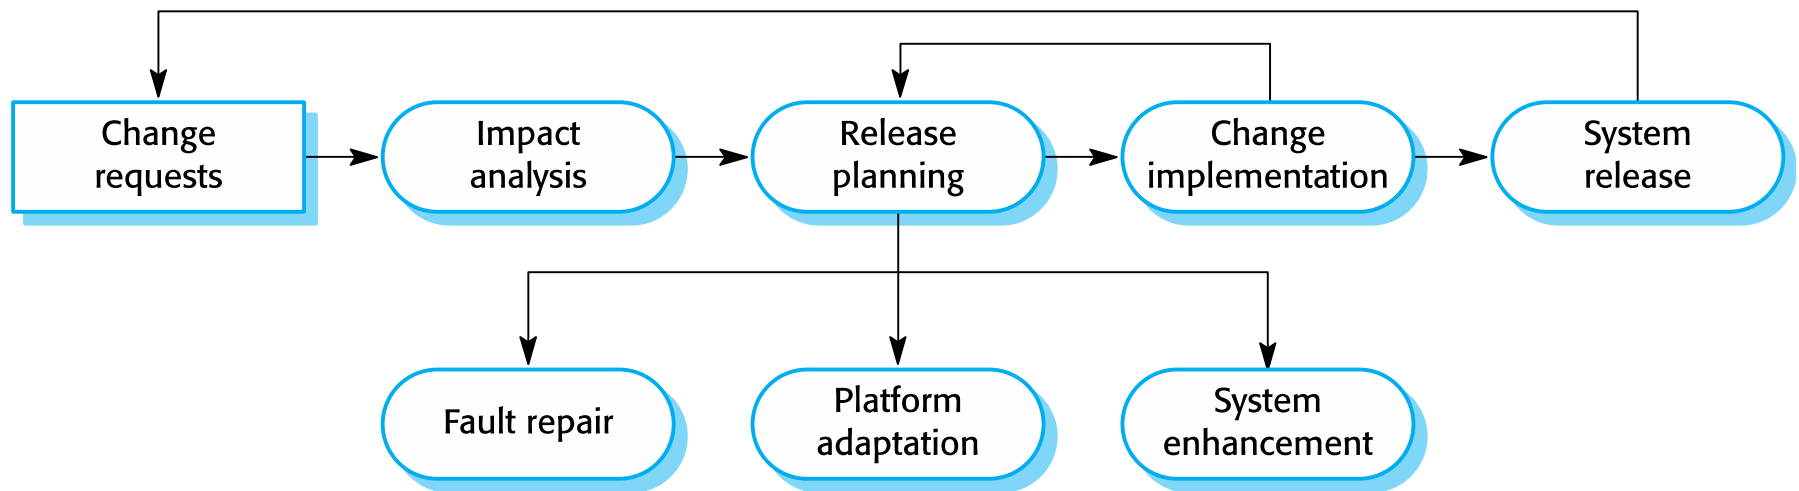 Change
requests
Impact
analysis
Release
planning
Change
implementation
System
release
Fault repair
Platform
adaptation
System
enhancement